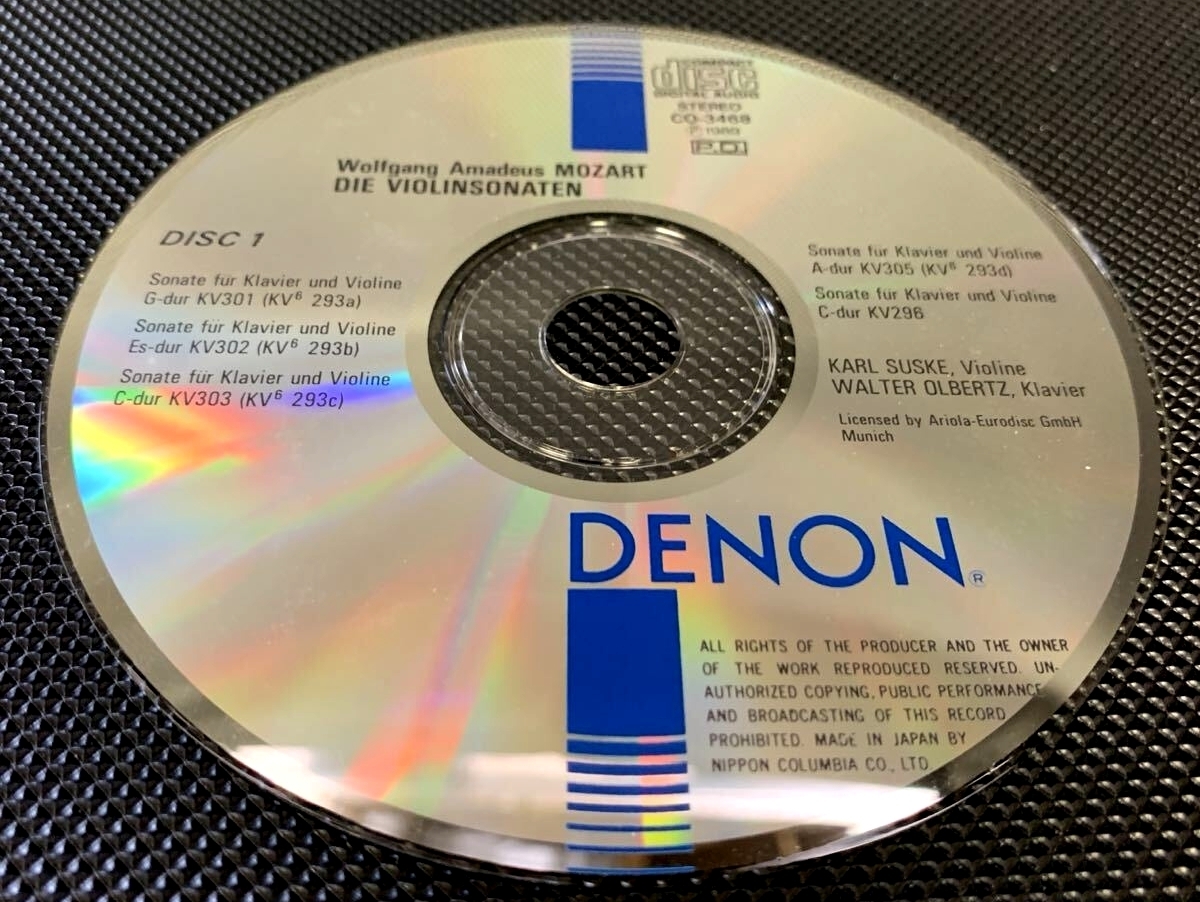 COMPACT
disc
DIGITAL AUDIO
STEREO
CO-3468
P.D.I
Wolfgang Amadeus MOZART
DIE VIOLINSONATEN
DISC 1
Sonate für Klavier und Violine
G-dur KV301 (KV⁶ 293a)
Sonate für Klavier und Violine
Es-dur KV302 (KV⁶ 293b)
Sonate für Klavier und Violine
C-dur KV303 (KV⁶ 293c)
Sonate für Klavier und Violine
A-dur KV305 (KV⁶ 293d)
Sonate für Klavier und Violine
C-dur KV296
KARL SUSKE, Violine
WALTER OLBERTZ, Klavier
Licensed by Ariola-Eurodisc GmbH
Munich
DENON®
ALL RIGHTS OF THE PRODUCER AND THE OWNER
OF THE WORK REPRODUCED RESERVED. UN-
AUTHORIZED COPYING, PUBLIC PERFORMANCE
AND BROADCASTING OF THIS RECORD
PROHIBITED. MADE IN JAPAN BY
NIPPON COLUMBIA CO., LTD.